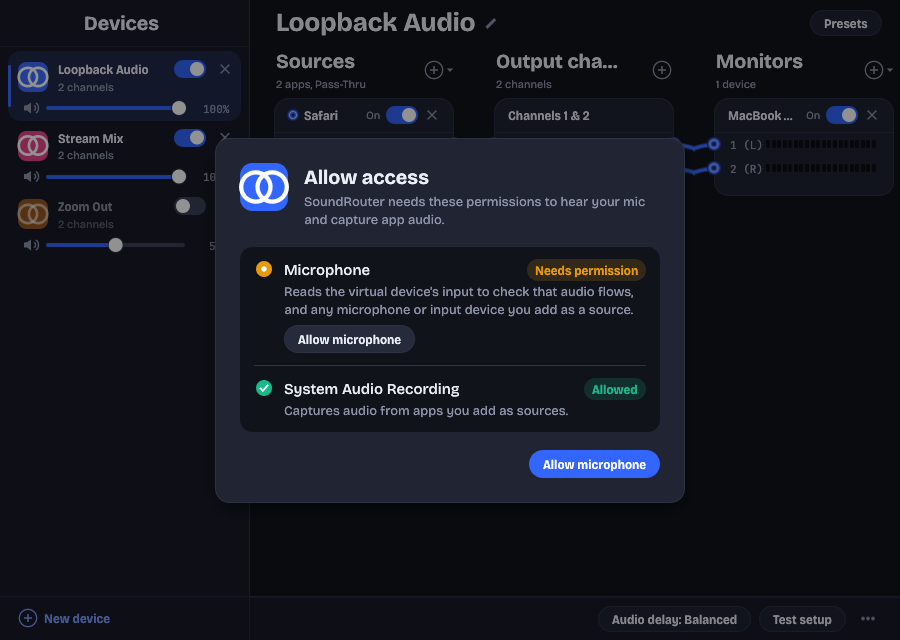 Devices
Loopback Audio
2 channels
100%
Stream Mix
2 channels
Zoom Out
2 channels
New device
Loopback Audio
Presets
Sources
2 apps, Pass-Thru
Output cha...
2 channels
Monitors
1 device
Safari
On
Channels 1 & 2
MacBook ...
On
1 (L)
2 (R)
Allow access
SoundRouter needs these permissions to hear your mic
and capture app audio.
Microphone
Needs permission
Reads the virtual device's input to check that audio flows,
and any microphone or input device you add as a source.
Allow microphone
System Audio Recording
Allowed
Captures audio from apps you add as sources.
Allow microphone
Audio delay: Balanced
Test setup